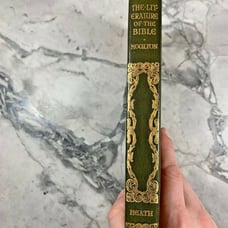 THE·LIT-
ERATURE
OF·THE
BIBLE
MOULTON
HEATH